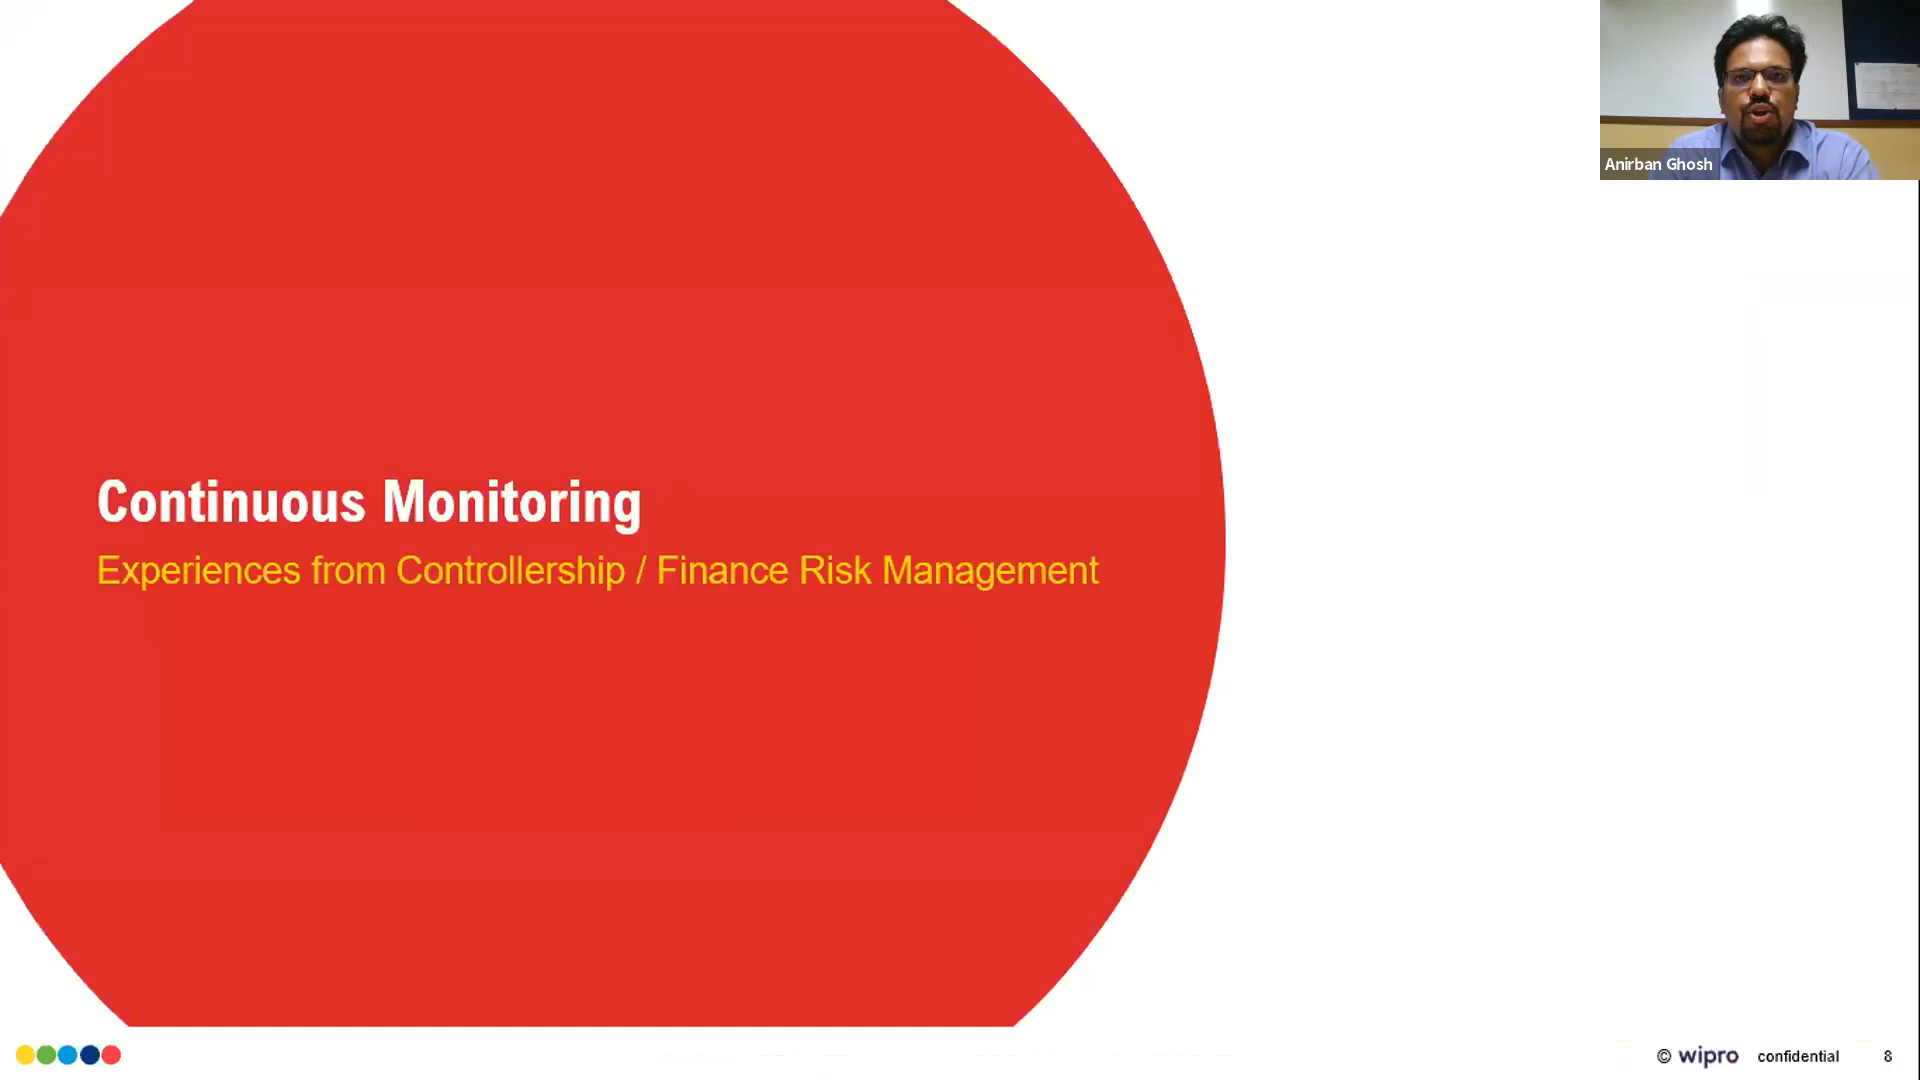 Anirban Ghosh
Continuous Monitoring
Experiences from Controllership / Finance Risk Management
© wipro confidential 8